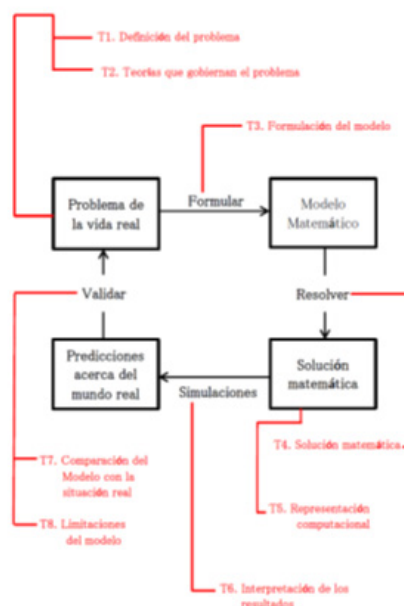 T1. Definición del problema
T2. Teorías que gobiernan el problema
T3. Formulación del modelo
Problema de
la vida real
Formular
Modelo
Matemático
Validar
Resolver
Predicciones
acerca del
mundo real
Simulaciones
Solución
matemática
T4. Solución matemática
T7. Comparación del
Modelo con la
situación real
T5. Representación
computacional
T8. Limitaciones
del modelo
T6. Interpretación de los
resultados